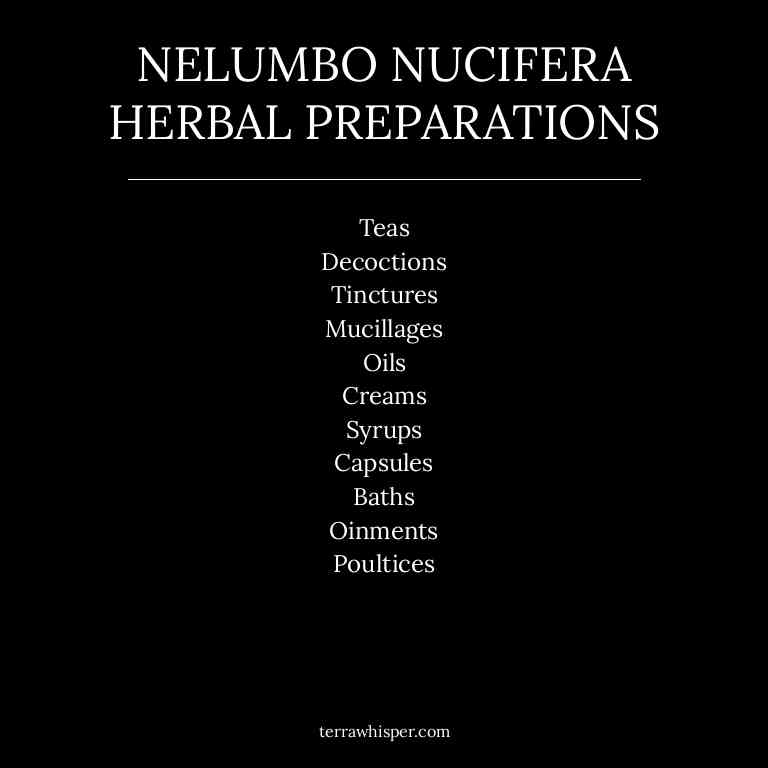 NELUMBO NUCIFERA
HERBAL PREPARATIONS
Teas
Decoctions
Tinctures
Mucillages
Oils
Creams
Syrups
Capsules
Baths
Oinments
Poultices
terrawhisper.com